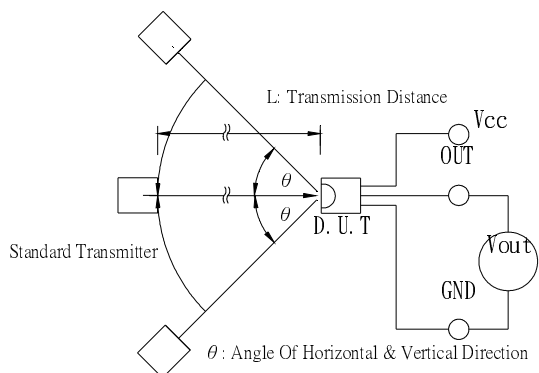 L: Transmission Distance
Vcc
OUT
θ
θ
D.U.T
Standard Transmitter
Vout
GND
θ : Angle Of Horizontal & Vertical Direction